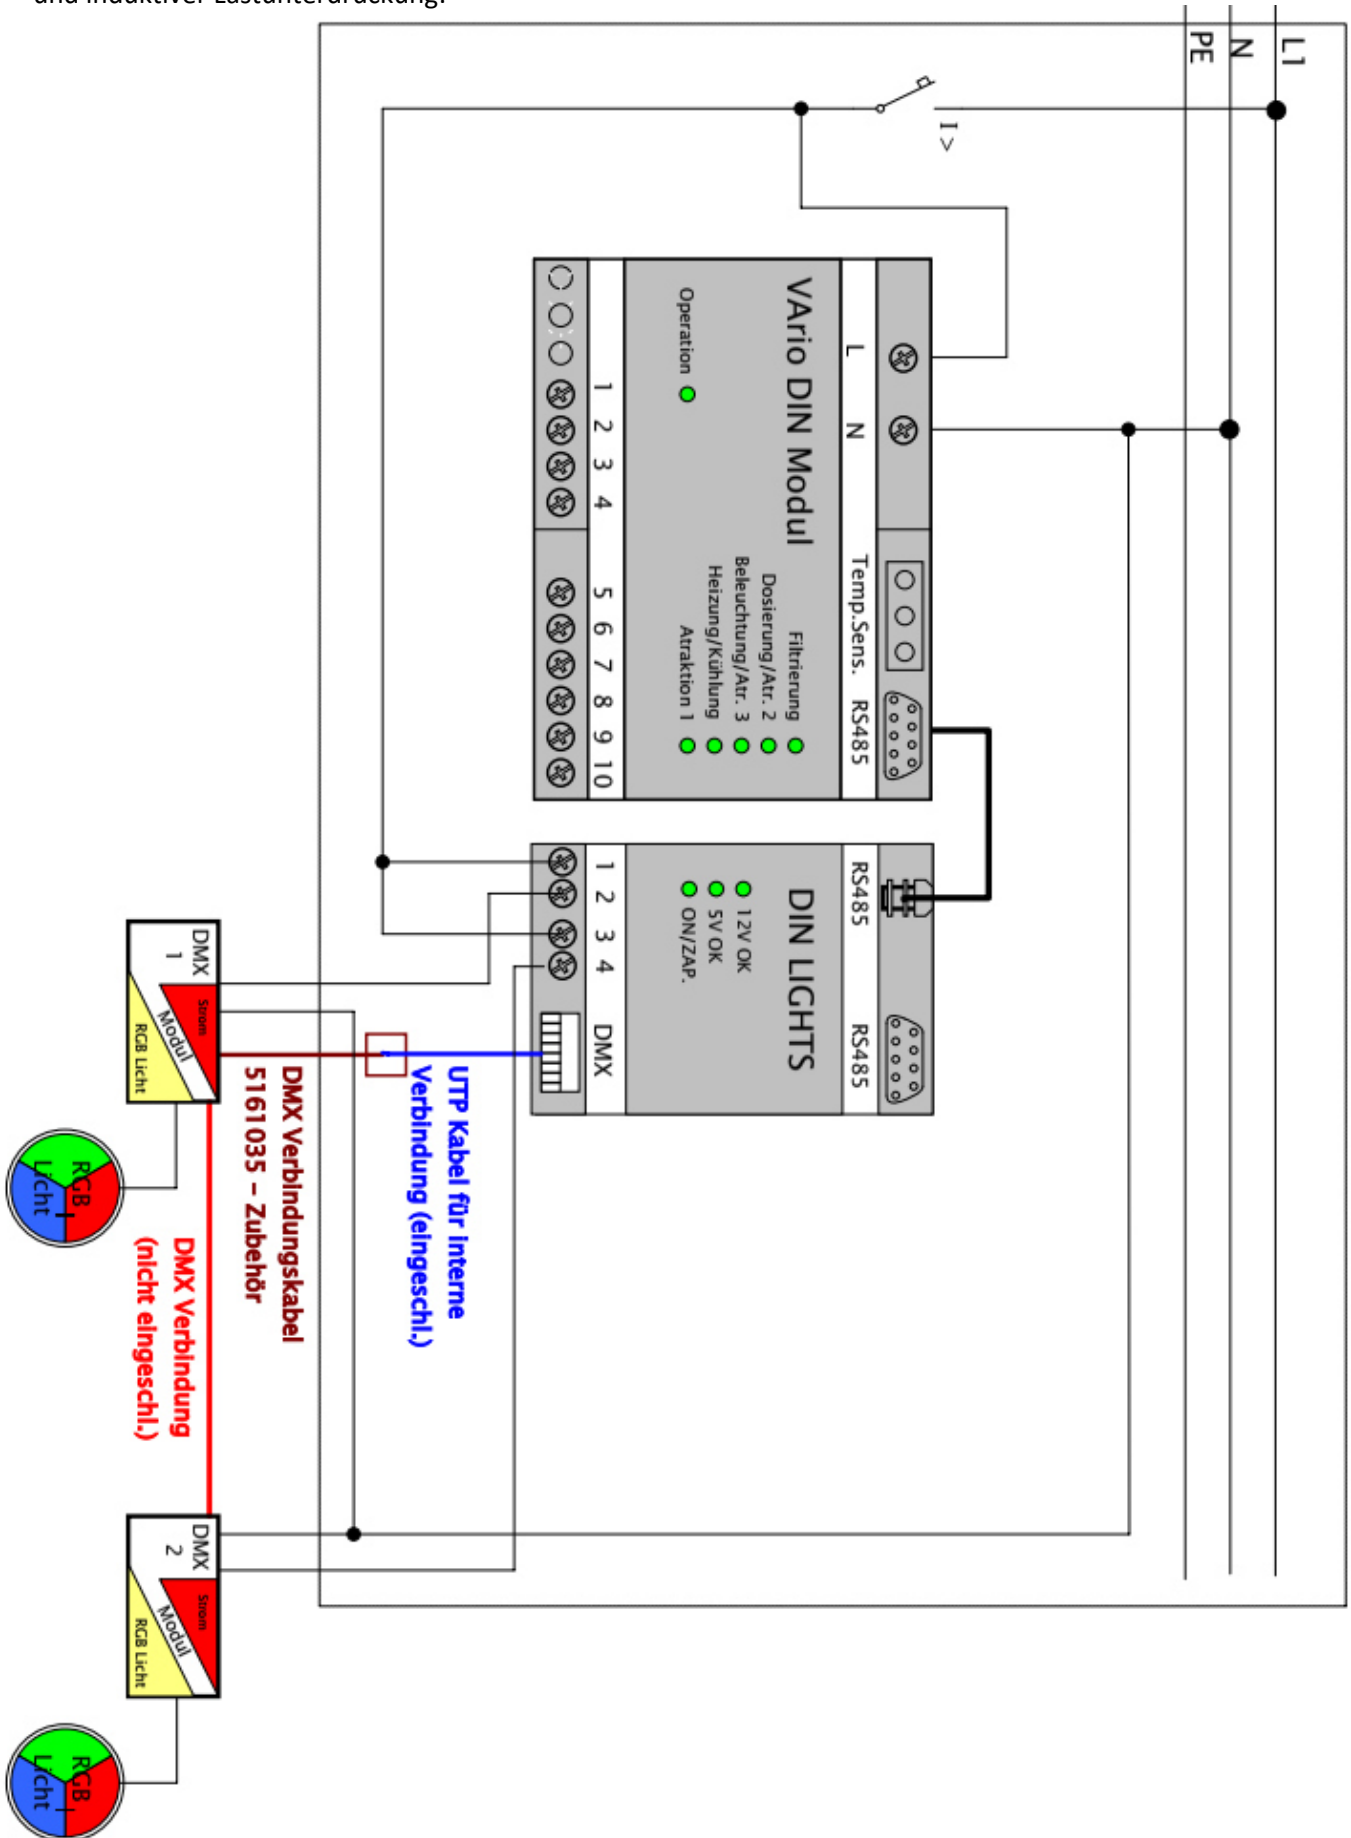 und induktiver Lastunterdrückung.
L1
N
PE
I >
VArio DIN Modul
Operation
L
N
Temp.Sens.
RS485
Filtrierung
Dosierung/Atr. 2
Beleuchtung/Atr. 3
Heizung/Kühlung
Atraktion 1
1 2 3 4 5 6 7 8 9 10
RS485
RS485
DIN LIGHTS
12V OK
5V OK
ON/ZAP.
1 2 3 4
DMX
UTP Kabel für interne
Verbindung (eingeschl.)
DMX Verbindungskabel
5161035 – Zubehör
DMX Verbindung
(nicht eingeschl.)
DMX
1
Strom
Modul
RGB Licht
RGB
Licht
DMX
2
Strom
Modul
RGB Licht
RGB
Licht